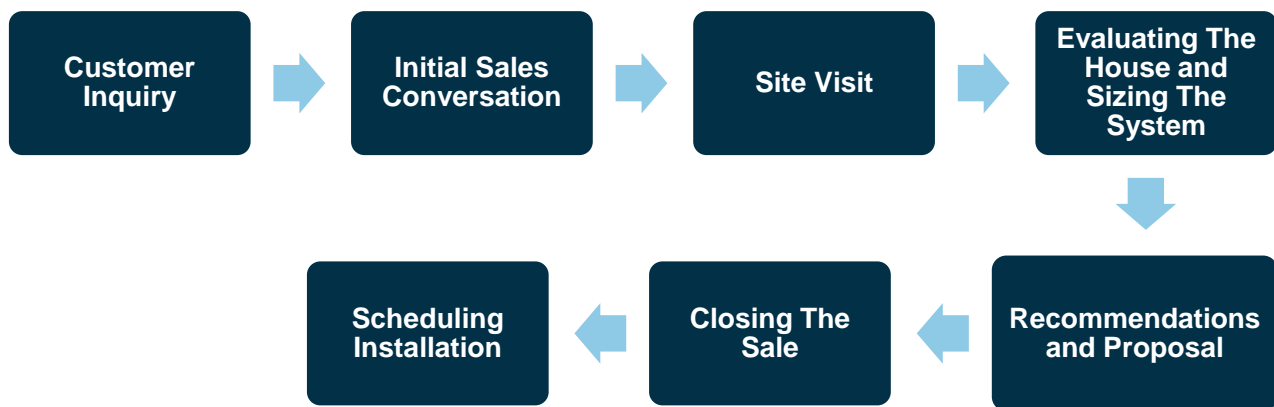 Customer
Inquiry
Initial Sales
Conversation
Site Visit
Evaluating The
House and
Sizing The
System
Recommendations
and Proposal
Closing The
Sale
Scheduling
Installation